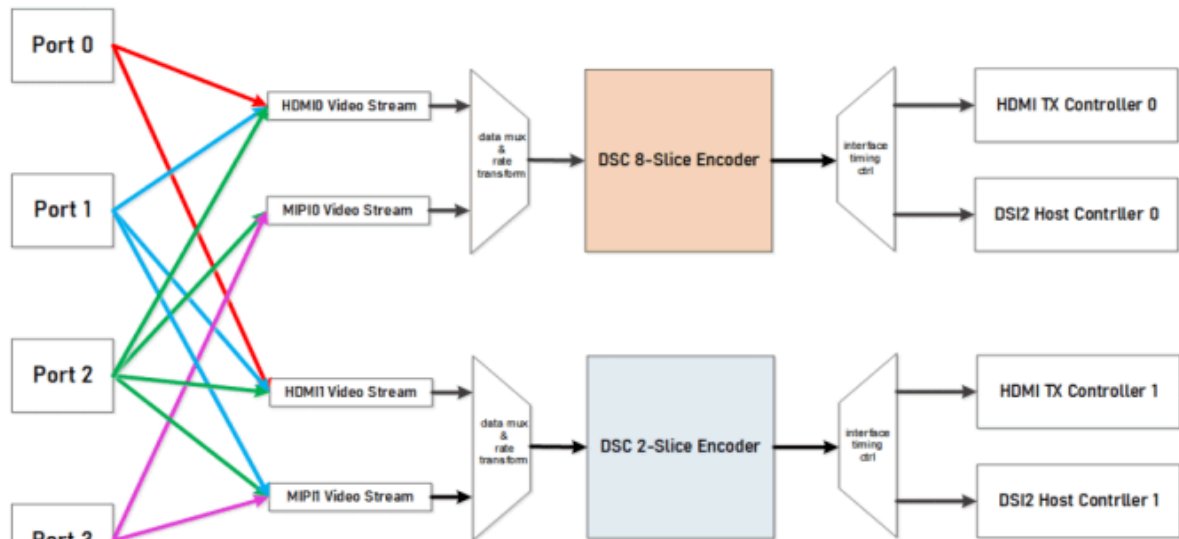 Port 0
HDMI0 Video Stream
data mux
&
rate
transform
DSC 8-Slice Encoder
interface
timing
ctrl
HDMI TX Controller 0
Port 1
MIPI0 Video Stream
DSI2 Host Contrller 0
Port 2
HDMI1 Video Stream
data mux
&
rate
transform
DSC 2-Slice Encoder
interface
timing
ctrl
HDMI TX Controller 1
MIPI1 Video Stream
DSI2 Host Contrller 1
Port 3